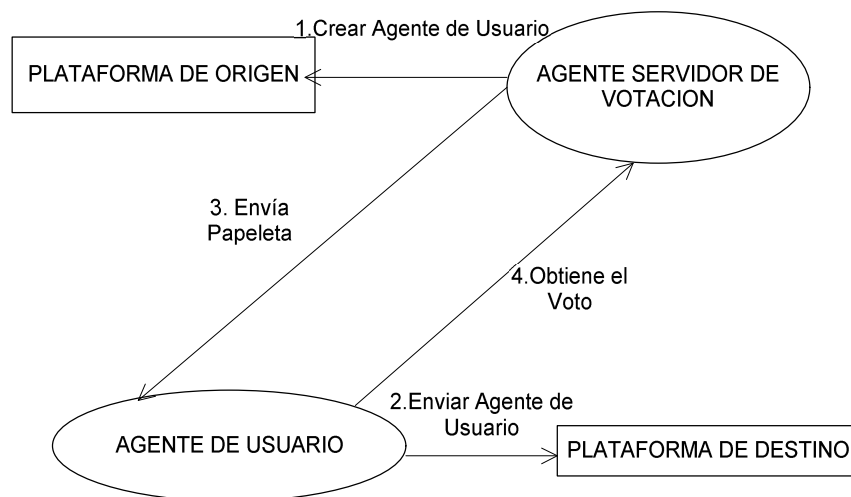 1.Crear Agente de Usuario
PLATAFORMA DE ORIGEN
AGENTE SERVIDOR DE
VOTACION
3. Envía
Papeleta
4.Obtiene el
Voto
2.Enviar Agente de
Usuario
AGENTE DE USUARIO
PLATAFORMA DE DESTINO